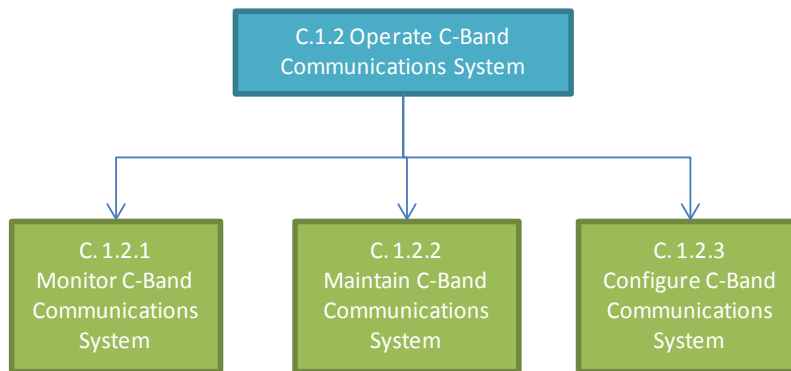 C.1.2 Operate C-Band
Communications System
C. 1.2.1
Monitor C-Band
Communications
System
C. 1.2.2
Maintain C-Band
Communications
System
C. 1.2.3
Configure C-Band
Communications
System